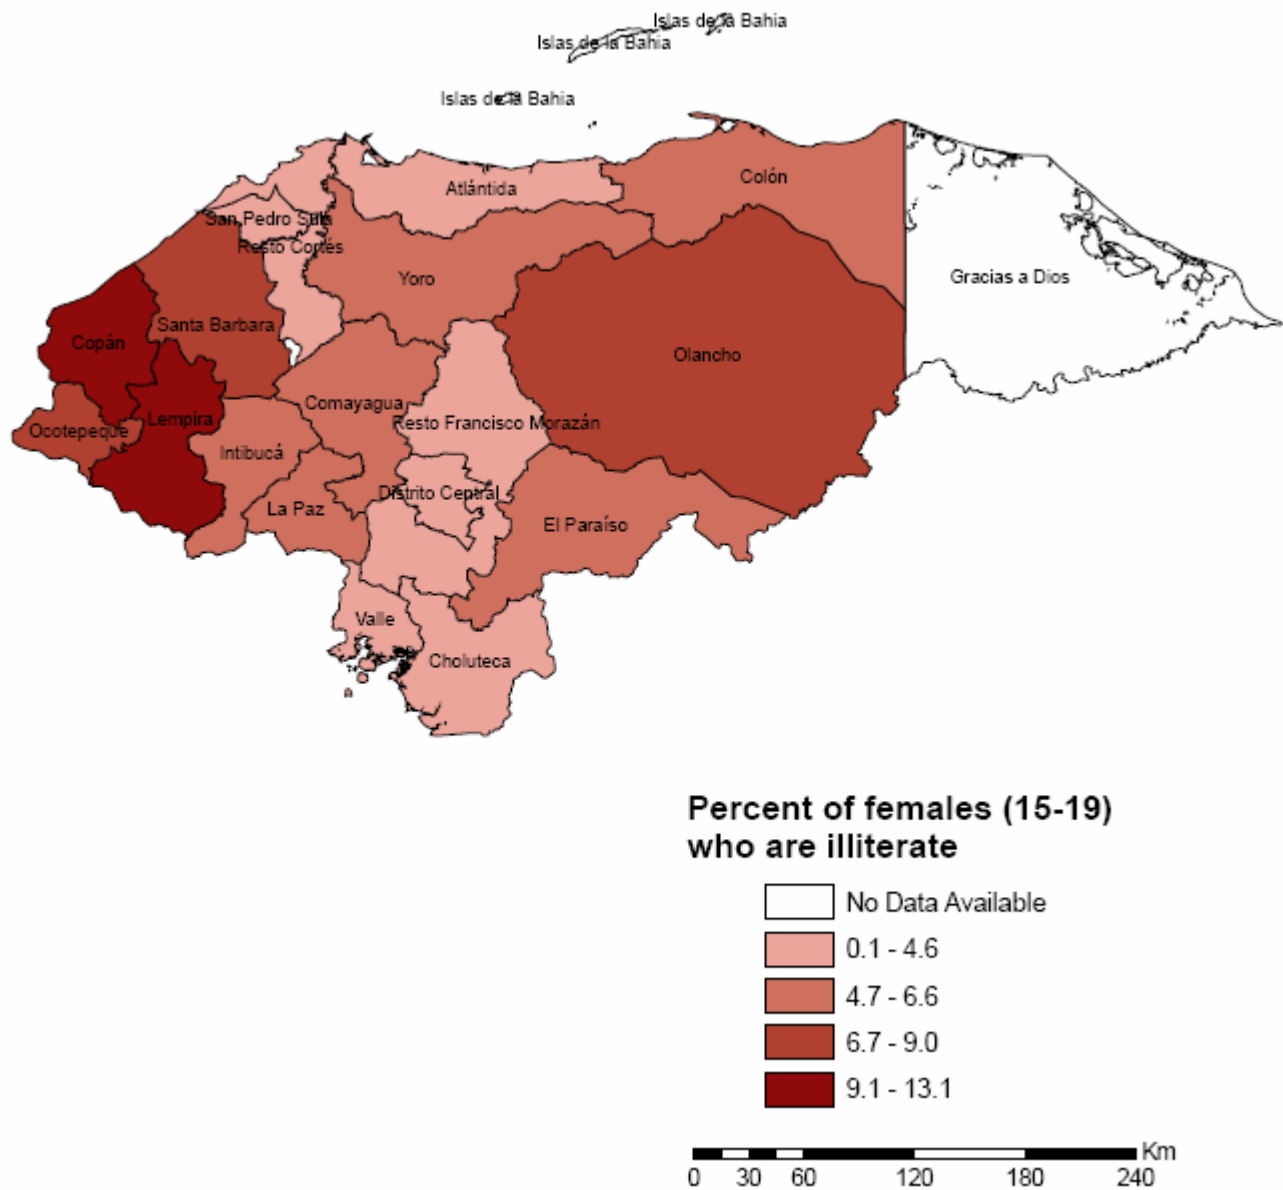 Islas de la Bahia
Islas de la Bahia
Islas de la Bahia
Atlántida
Colón
San Pedro Sula
Resto Cortés
Gracias a Dios
Yoro
Santa Barbara
Copán
Olancho
Comayagua
Lempira
Resto Francisco Morazán
Ocotepeque
Intibucá
Distrito Central
La Paz
El Paraíso
Valle
Choluteca
Percent of females (15-19)
who are illiterate
No Data Available
0.1 - 4.6
4.7 - 6.6
6.7 - 9.0
9.1 - 13.1
Km
0 30 60 120 180 240